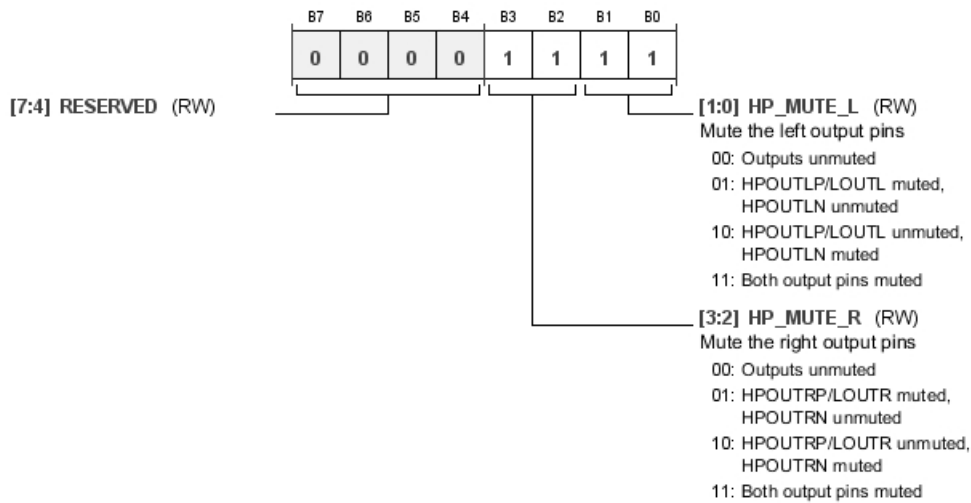 B7 B6 B5 B4 B3 B2 B1 B0
0 0 0 0 1 1 1 1
[7:4] RESERVED (RW)
[1:0] HP_MUTE_L (RW)
Mute the left output pins
00: Outputs unmuted
01: HPOUTLP/LOUTL muted,
HPOUTLN unmuted
10: HPOUTLP/LOUTL unmuted,
HPOUTLN muted
11: Both output pins muted
[3:2] HP_MUTE_R (RW)
Mute the right output pins
00: Outputs unmuted
01: HPOUTRP/LOUTR muted,
HPOUTRN unmuted
10: HPOUTRP/LOUTR unmuted,
HPOUTRN muted
11: Both output pins muted